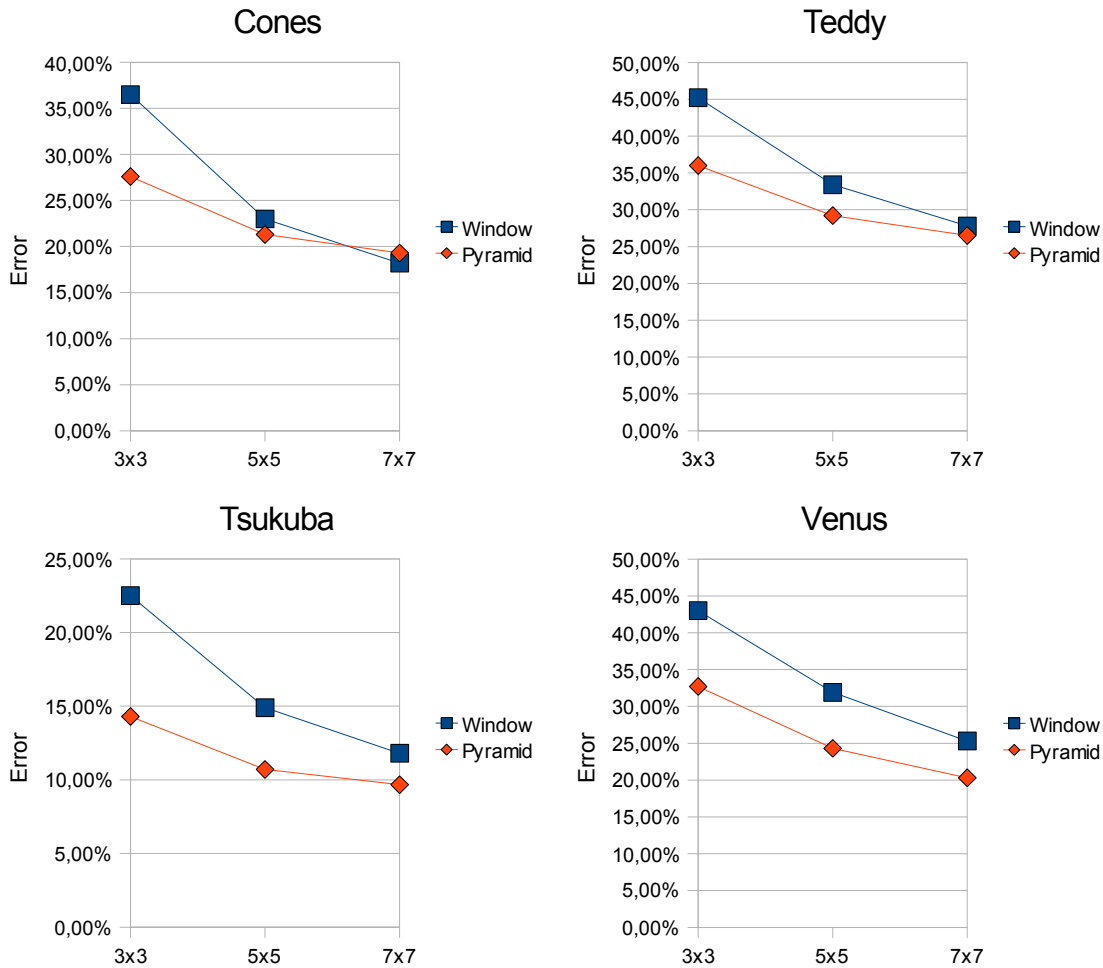 Cones
40,00%
35,00%
30,00%
25,00%
20,00%
15,00%
10,00%
5,00%
0,00%
Error
3x3 5x5 7x7
Window
Pyramid
Teddy
50,00%
45,00%
40,00%
35,00%
30,00%
25,00%
20,00%
15,00%
10,00%
5,00%
0,00%
Error
3x3 5x5 7x7
Window
Pyramid
Tsukuba
25,00%
20,00%
15,00%
10,00%
5,00%
0,00%
Error
3x3 5x5 7x7
Window
Pyramid
Venus
50,00%
45,00%
40,00%
35,00%
30,00%
25,00%
20,00%
15,00%
10,00%
5,00%
0,00%
Error
3x3 5x5 7x7
Window
Pyramid